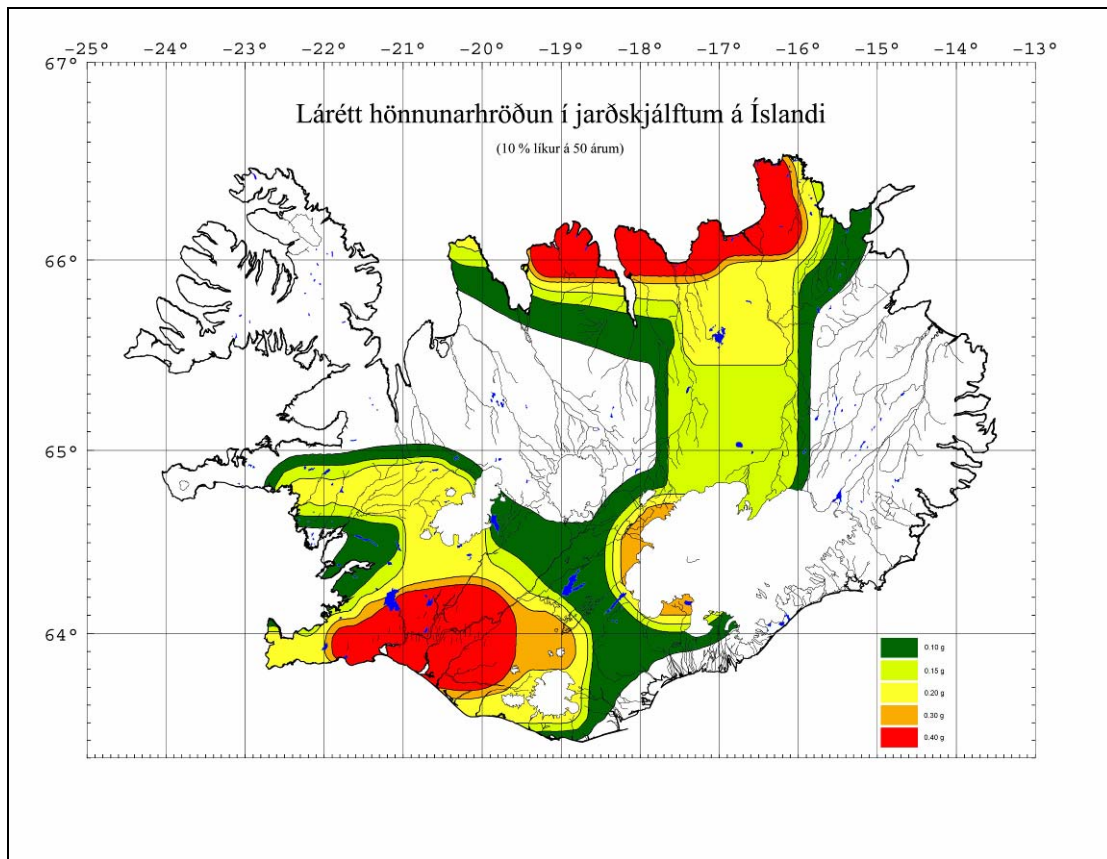 −25° −24° −23° −22° −21° −20° −19° −18° −17° −16° −15° −14° −13°
67°
Lárétt hönnunarhröðun í jarðskjálftum á Íslandi
(10 % líkur á 50 árum)
66°
65°
64°
0.10 g
0.15 g
0.20 g
0.30 g
0.40 g